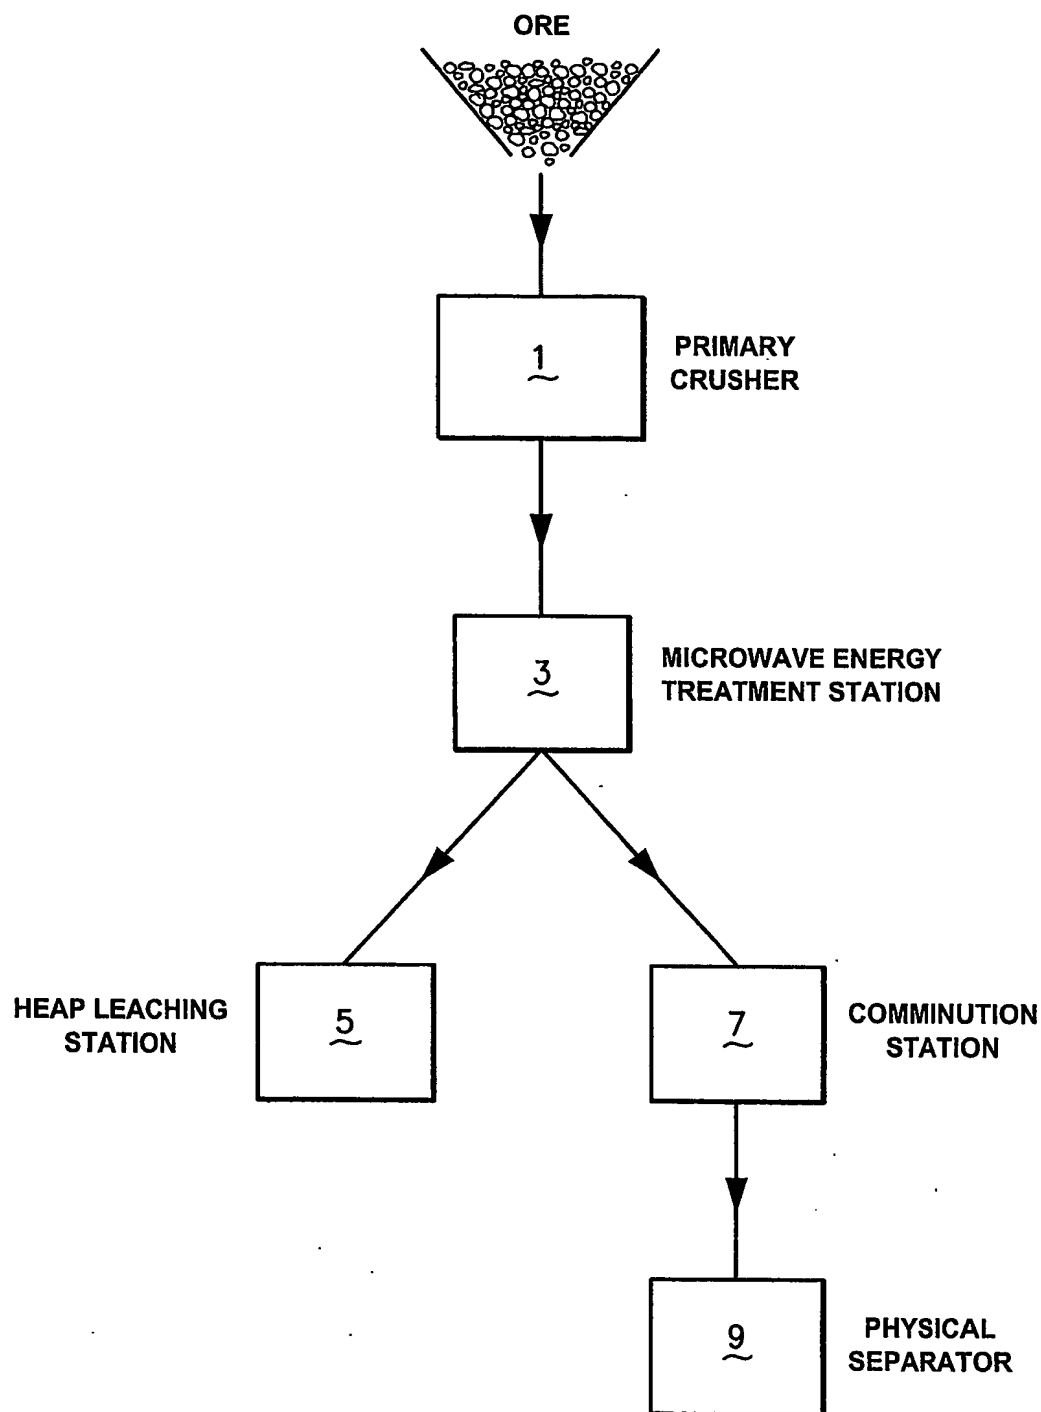 ORE
1
PRIMARY
CRUSHER
3
MICROWAVE ENERGY
TREATMENT STATION
HEAP LEACHING
STATION
5
7
COMMINUTION
STATION
9
PHYSICAL
SEPARATOR